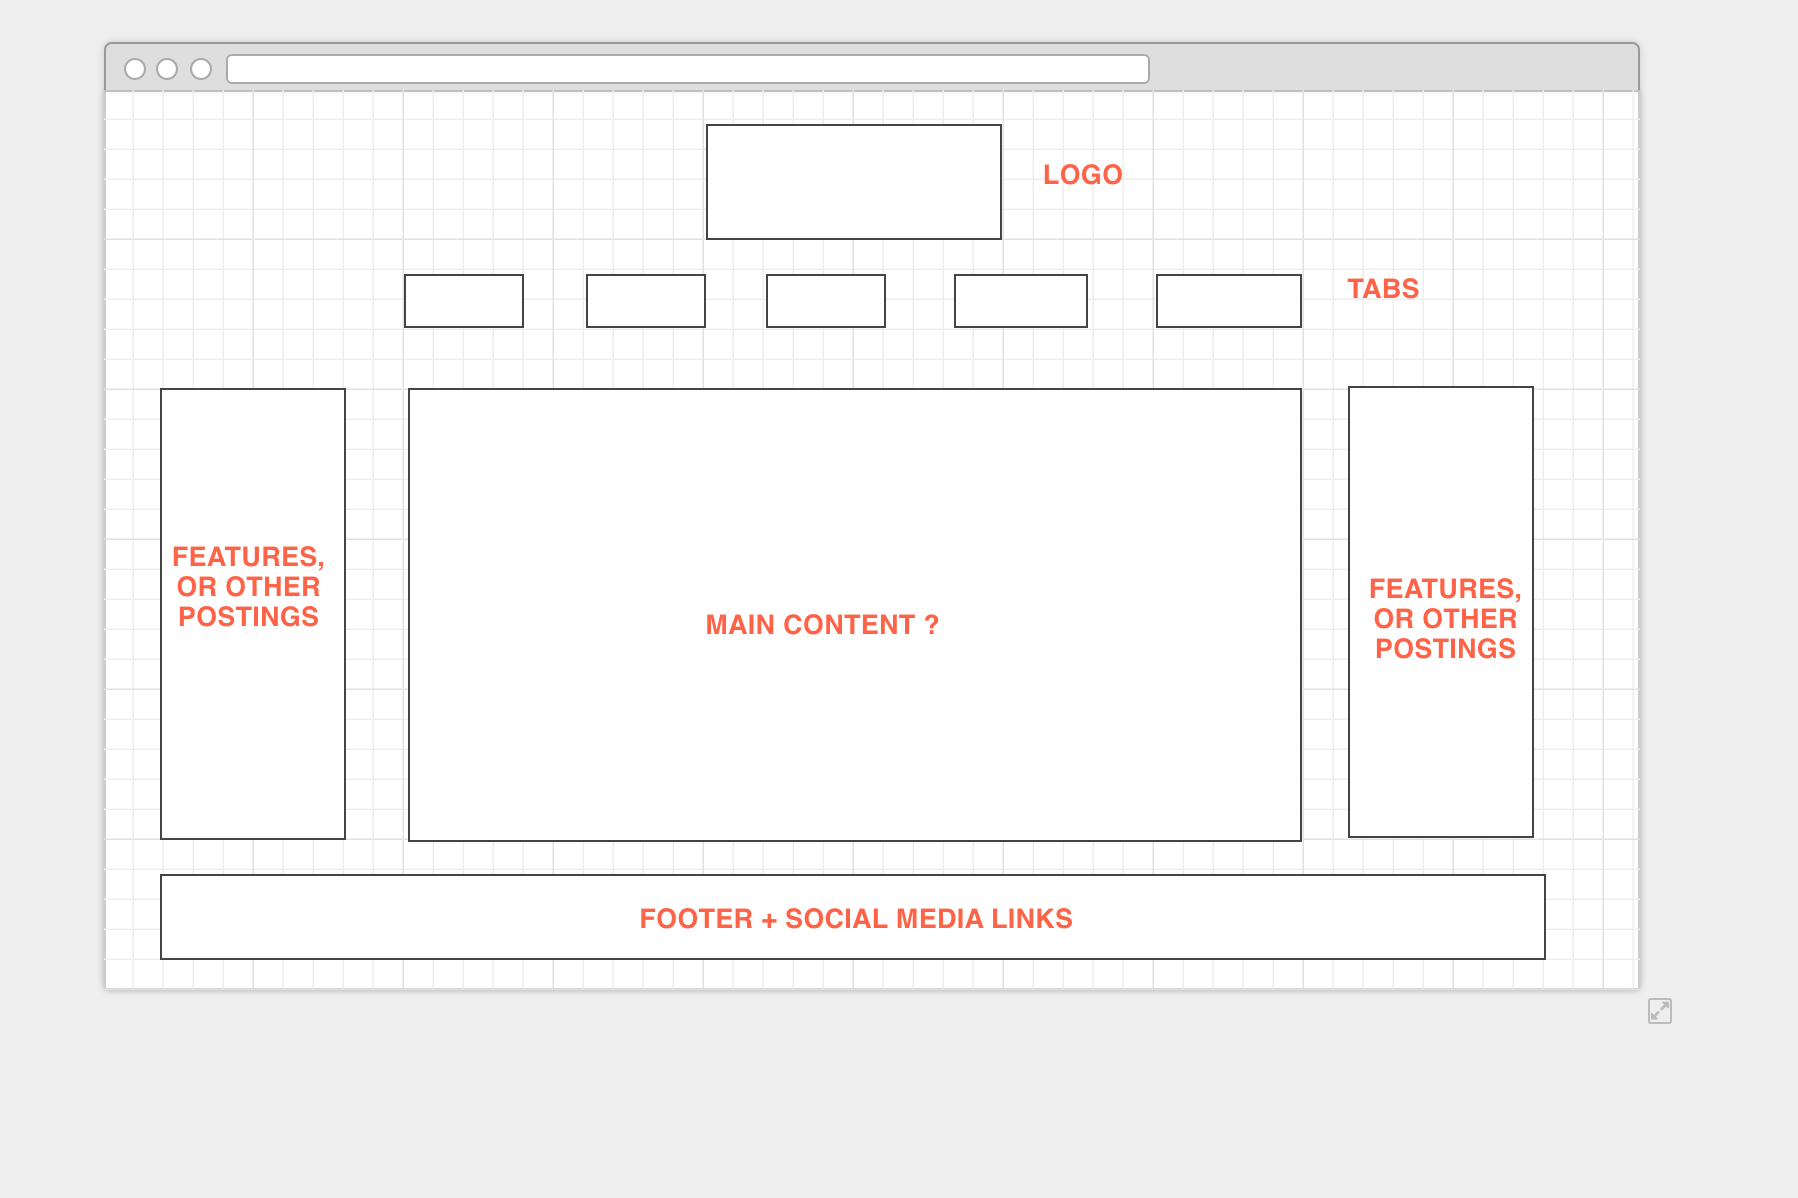 LOGO
TABS
FEATURES,
OR OTHER
POSTINGS
MAIN CONTENT ?
FEATURES,
OR OTHER
POSTINGS
FOOTER + SOCIAL MEDIA LINKS